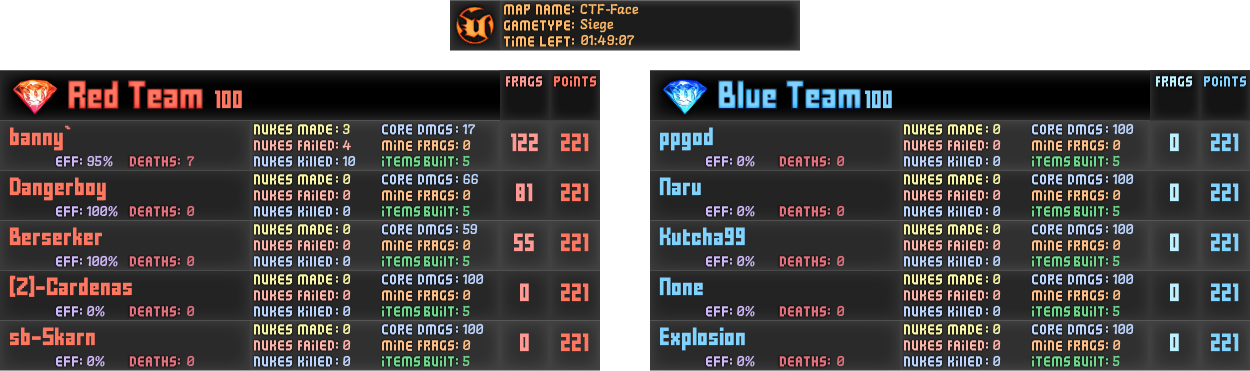 MAP NAME: CTF-Face
GAMETYPE: Siege
TIME LEFT: 01:49:07
Red Team 100 FRAGS POINTS
banny` NUKES MADE: 3 CORE DMGS: 17 122 221
NUKES FAILED: 4 MINE FRAGS: 0
EFF: 95% DEATHS: 7 NUKES KILLED: 10 ITEMS BUILT: 5
Dangerboy NUKES MADE: 0 CORE DMGS: 66 81 221
NUKES FAILED: 0 MINE FRAGS: 0
EFF: 100% DEATHS: 0 NUKES KILLED: 0 ITEMS BUILT: 5
Berserker NUKES MADE: 0 CORE DMGS: 59 55 221
NUKES FAILED: 0 MINE FRAGS: 0
EFF: 100% DEATHS: 0 NUKES KILLED: 0 ITEMS BUILT: 5
[Z]-Cardenas NUKES MADE: 0 CORE DMGS: 100 0 221
NUKES FAILED: 0 MINE FRAGS: 0
EFF: 0% DEATHS: 0 NUKES KILLED: 0 ITEMS BUILT: 5
sb-Skarn NUKES MADE: 0 CORE DMGS: 100 0 221
NUKES FAILED: 0 MINE FRAGS: 0
EFF: 0% DEATHS: 0 NUKES KILLED: 0 ITEMS BUILT: 5
Blue Team 100 FRAGS POINTS
ppgod NUKES MADE: 0 CORE DMGS: 100 0 221
NUKES FAILED: 0 MINE FRAGS: 0
EFF: 0% DEATHS: 0 NUKES KILLED: 0 ITEMS BUILT: 5
Naru NUKES MADE: 0 CORE DMGS: 100 0 221
NUKES FAILED: 0 MINE FRAGS: 0
EFF: 0% DEATHS: 0 NUKES KILLED: 0 ITEMS BUILT: 5
Kutcha99 NUKES MADE: 0 CORE DMGS: 100 0 221
NUKES FAILED: 0 MINE FRAGS: 0
EFF: 0% DEATHS: 0 NUKES KILLED: 0 ITEMS BUILT: 5
None NUKES MADE: 0 CORE DMGS: 100 0 221
NUKES FAILED: 0 MINE FRAGS: 0
EFF: 0% DEATHS: 0 NUKES KILLED: 0 ITEMS BUILT: 5
Explosion NUKES MADE: 0 CORE DMGS: 100 0 221
NUKES FAILED: 0 MINE FRAGS: 0
EFF: 0% DEATHS: 0 NUKES KILLED: 0 ITEMS BUILT: 5